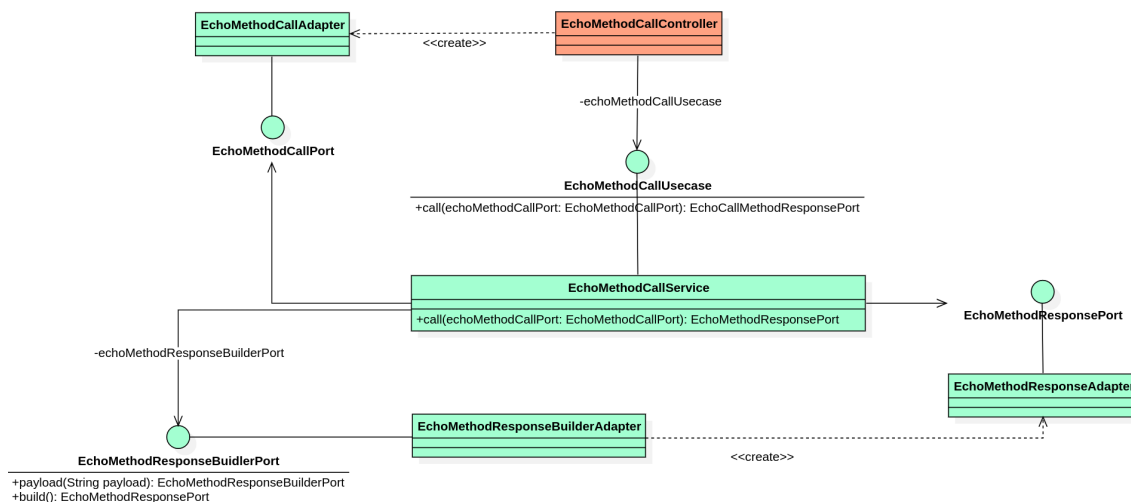 EchoMethodCallAdapter
EchoMethodCallController
<<create>>
-echoMethodCallUsecase
EchoMethodCallPort
EchoMethodCallUsecase
+call(echoMethodCallPort: EchoMethodCallPort): EchoCallMethodResponsePort
EchoMethodCallService
+call(echoMethodCallPort: EchoMethodCallPort): EchoMethodResponsePort
EchoMethodResponsePort
-echoMethodResponseBuilderPort
EchoMethodResponseAdapter
EchoMethodResponseBuilderAdapter
<<create>>
EchoMethodResponseBuidlerPort
+payload(String payload): EchoMethodResponseBuilderPort
+build(): EchoMethodResponsePort